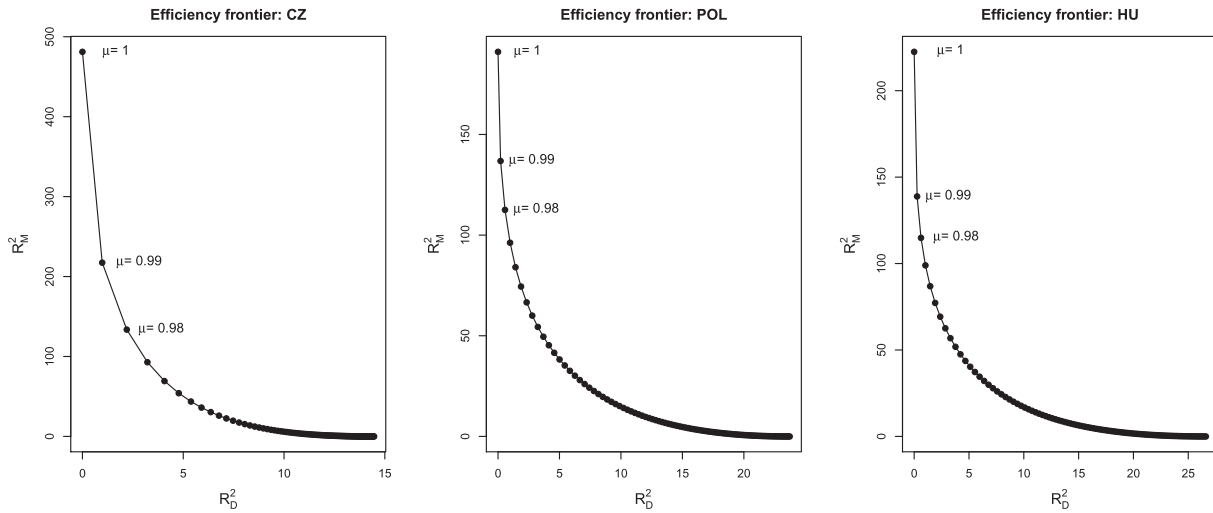 Efficiency frontier: CZ
500
400
300
200
100
0
R²M
μ= 1
μ= 0.99
μ= 0.98
0 5 10 15
R²D
Efficiency frontier: POL
150
100
50
0
R²M
μ= 1
μ= 0.99
μ= 0.98
0 5 10 15 20
R²D
Efficiency frontier: HU
200
150
100
50
0
R²M
μ= 1
μ= 0.99
μ= 0.98
0 5 10 15 20 25
R²D